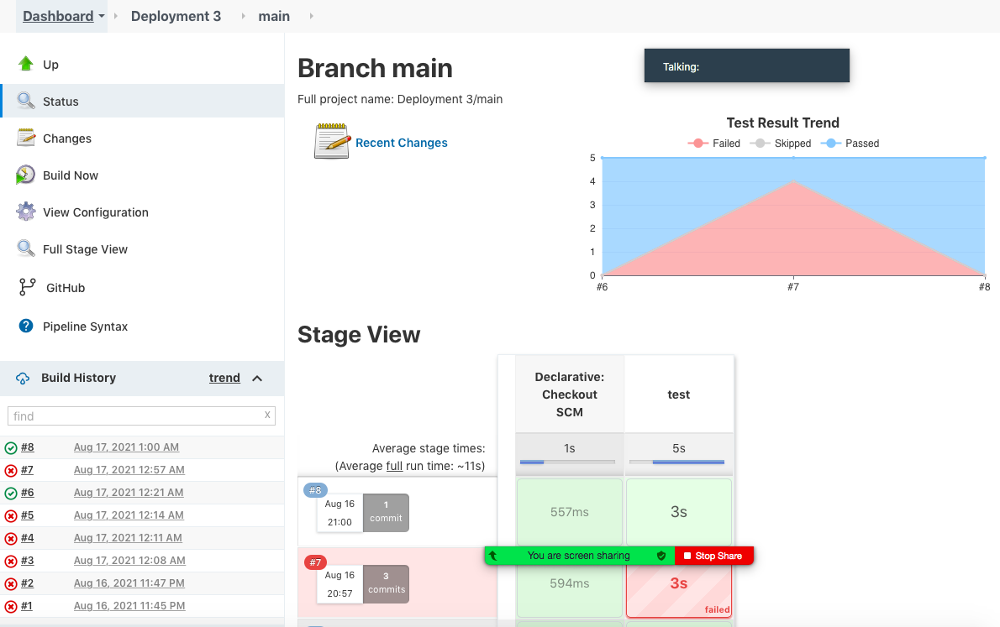 Dashboard Deployment 3 main
Up
Status
Changes
Build Now
View Configuration
Full Stage View
GitHub
? Pipeline Syntax
Build History trend
find x
#8 Aug 17, 2021 1:00 AM
#7 Aug 17, 2021 12:57 AM
#6 Aug 17, 2021 12:21 AM
#5 Aug 17, 2021 12:14 AM
#4 Aug 17, 2021 12:11 AM
#3 Aug 17, 2021 12:08 AM
#2 Aug 16, 2021 11:47 PM
#1 Aug 16, 2021 11:45 PM
Branch main
Full project name: Deployment 3/main
Recent Changes
Talking:
Test Result Trend
Failed Skipped Passed
5
4
3
2
1
0
#6 #7 #8
Stage View
Declarative:
Checkout
SCM
test
Average stage times:
(Average full run time: ~11s)
1s
5s
#8
Aug 16
21:00
1
commit
557ms
3s
You are screen sharing
Stop Share
#7
Aug 16
20:57
3
commits
594ms
3s
failed